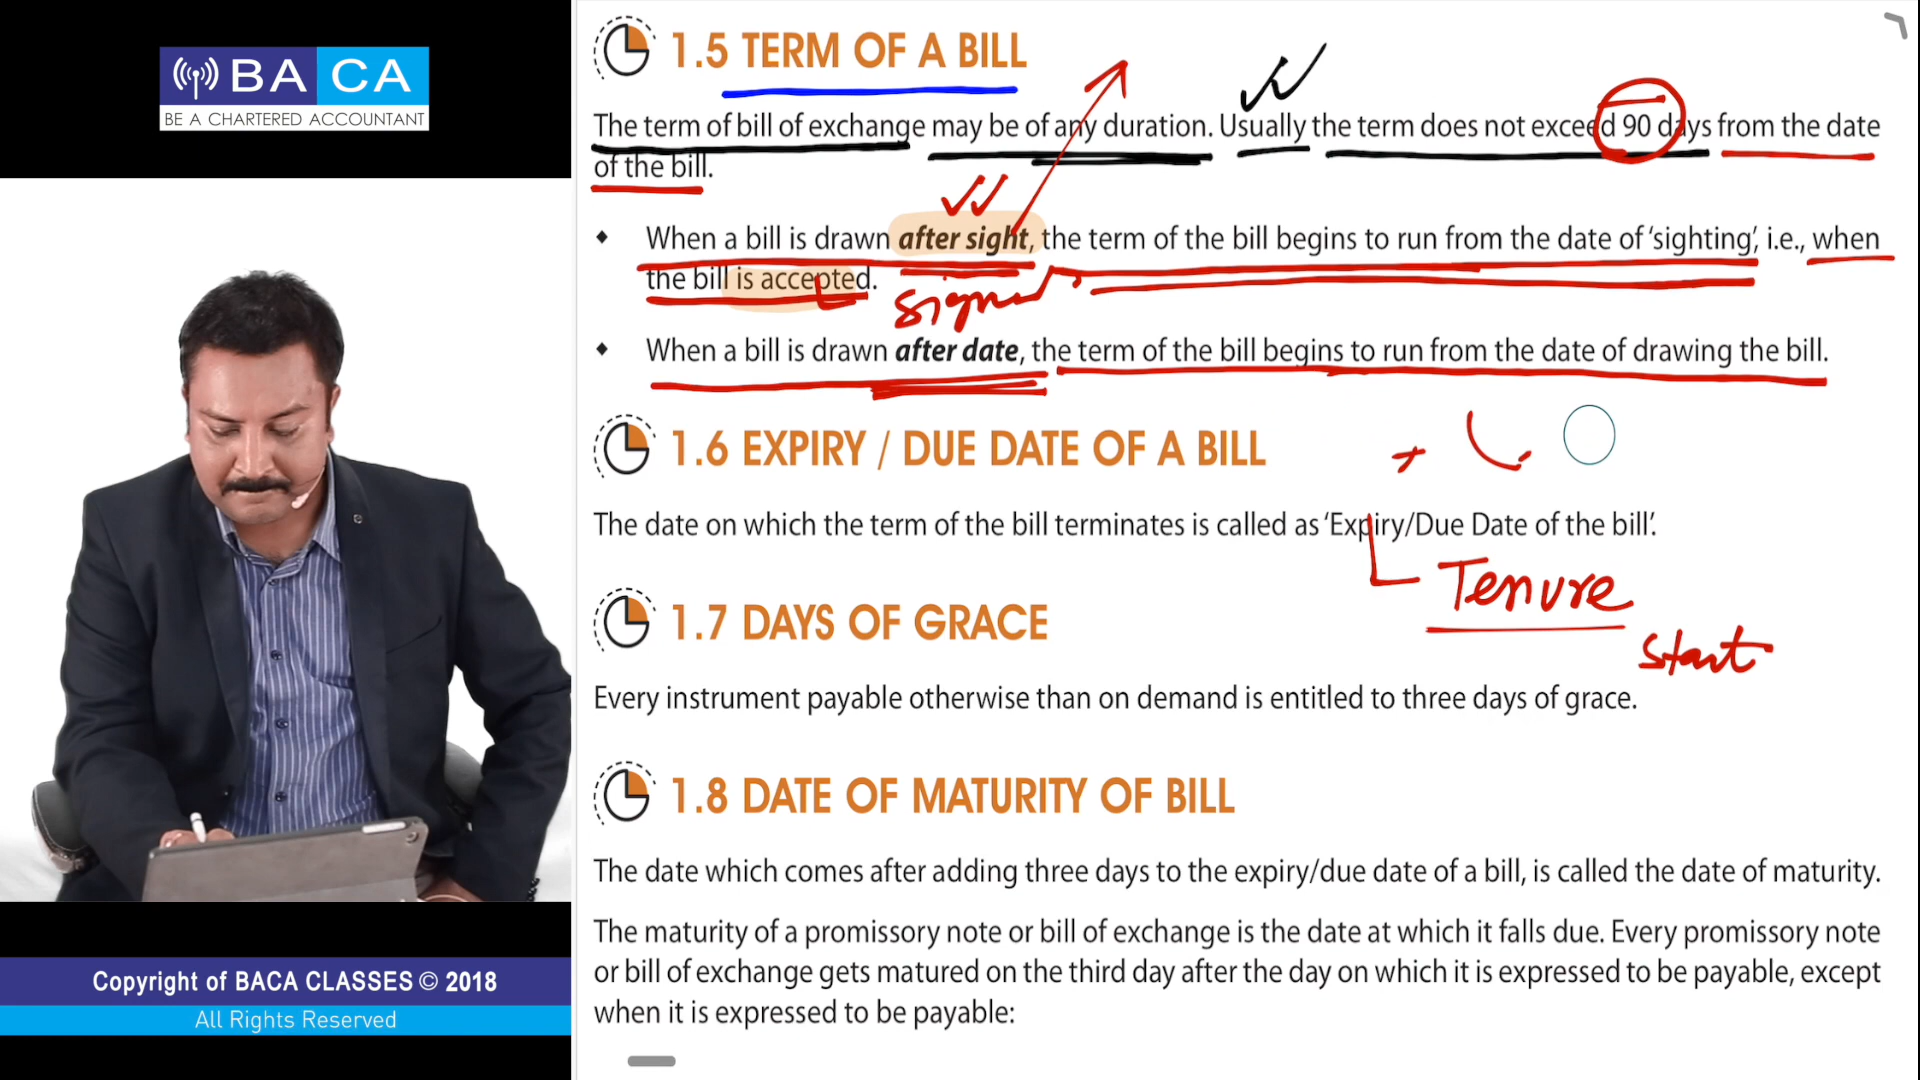 BA CA
BE A CHARTERED ACCOUNTANT
1.5 TERM OF A BILL
The term of bill of exchange may be of any duration. Usually the term does not exceed 90 days from the date
of the bill.
When a bill is drawn after sight, the term of the bill begins to run from the date of ‘sighting’, i.e., when
the bill is accepted.
Signed
When a bill is drawn after date, the term of the bill begins to run from the date of drawing the bill.
1.6 EXPIRY / DUE DATE OF A BILL
The date on which the term of the bill terminates is called as ‘Expiry/Due Date of the bill’.
Tenure
Start
1.7 DAYS OF GRACE
Every instrument payable otherwise than on demand is entitled to three days of grace.
1.8 DATE OF MATURITY OF BILL
The date which comes after adding three days to the expiry/due date of a bill, is called the date of maturity.
The maturity of a promissory note or bill of exchange is the date at which it falls due. Every promissory note
or bill of exchange gets matured on the third day after the day on which it is expressed to be payable, except
when it is expressed to be payable:
Copyright of BACA CLASSES © 2018
All Rights Reserved